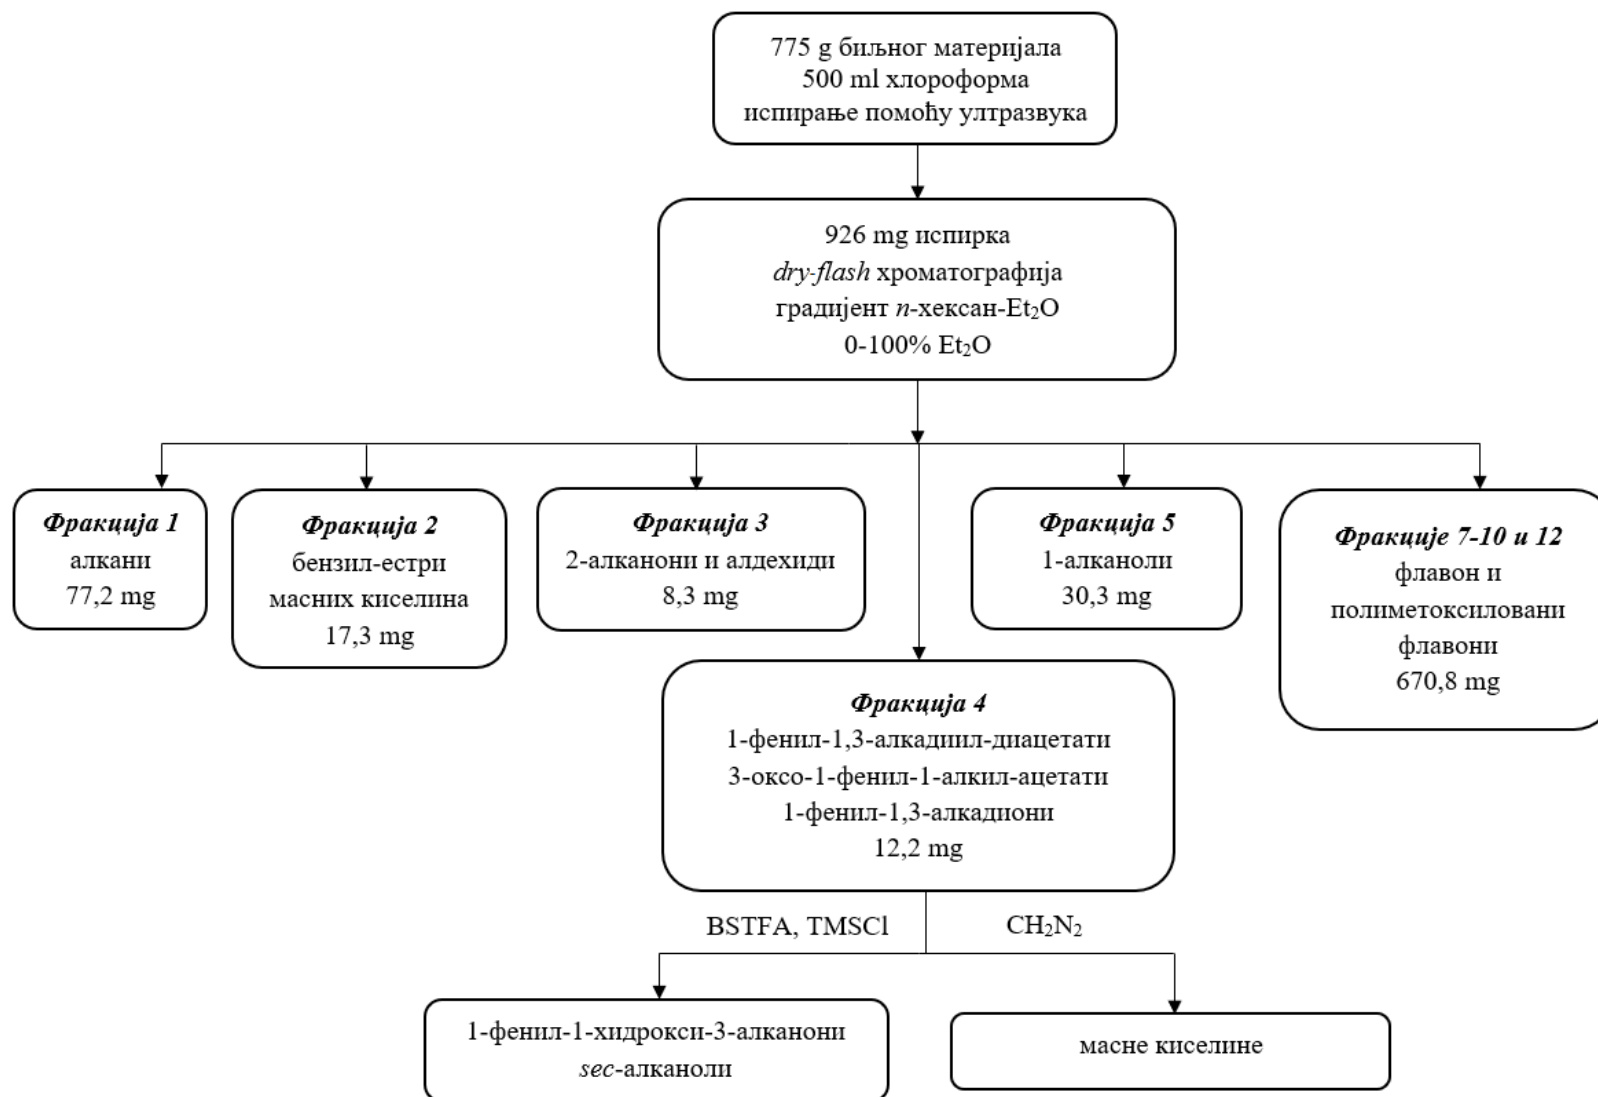 775 g биљног материјала
500 ml хлороформа
испирање помоћу ултразвука
926 mg испирка
dry-flash хроматографија
градијент n-хексан-Et₂O
0-100% Et₂O
Фракција 1
алкани
77,2 mg
Фракција 2
бензил-естри
масних киселина
17,3 mg
Фракција 3
2-алканони и алдехиди
8,3 mg
Фракција 5
1-алканоли
30,3 mg
Фракције 7-10 и 12
флавон и
полиметоксиловани
флавони
670,8 mg
Фракција 4
1-фенил-1,3-алкадиил-диацетати
3-оксо-1-фенил-1-алкил-ацетати
1-фенил-1,3-алкадиони
12,2 mg
BSTFA, TMSCl
CH₂N₂
1-фенил-1-хидрокси-3-алканони
sec-алканоли
масне киселине